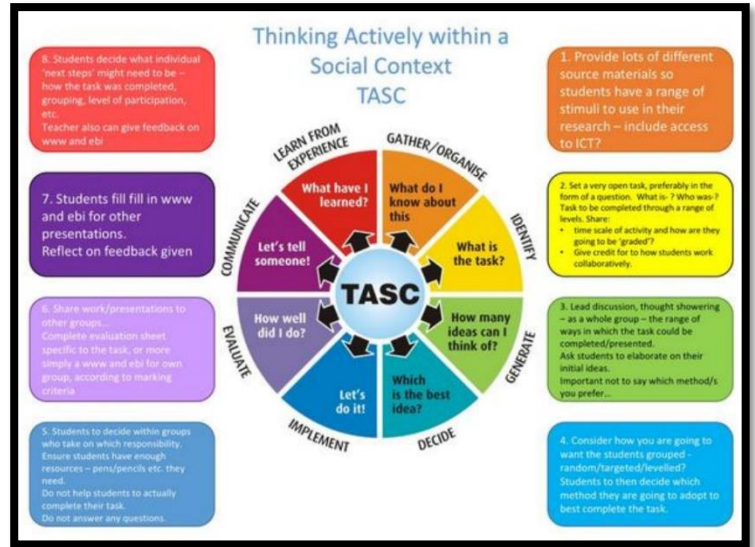 Thinking Actively within a
Social Context
TASC
1. Provide lots of different
source materials so
students have a range of
stimuli to use in their
research – include access
to ICT?
2. Set a very open task, preferably in the
form of a question. What is- ? Who was-?
Task to be completed through a range of
levels. Share:
• time scale of activity and how are they
going to be 'graded'?
• Give credit for to how students work
collaboratively.
3. Lead discussion, thought showering
– as a whole group – the range of
ways in which the task could be
completed/presented.
Ask students to elaborate on their
initial ideas.
Important not to say which method/s
you prefer...
4. Consider how you are going to
want the students grouped -
random/targeted/levelled?
Students to then decide which
method they are going to adopt to
best complete the task.
5. Students to decide within groups
who take on which responsibility.
Ensure students have enough
resources – pens/pencils etc. they
need.
Do not help students to actually
complete their task.
Do not answer any questions.
6. Share work/presentations to
other groups...
Complete evaluation sheet
specific to the task, or more
simply a www and ebi for own
group, according to marking
criteria
7. Students fill fill in www
and ebi for other
presentations.
Reflect on feedback given
8. Students decide what individual
'next steps' might need to be –
how the task was completed,
grouping, level of participation,
etc.
Teacher also can give feedback on
www and ebi
GATHER/ORGANISE
What do I
know about
this
IDENTIFY
What is
the task?
GENERATE
How many
ideas can I
think of?
DECIDE
Which
is the best
idea?
IMPLEMENT
Let's
do it!
EVALUATE
How well
did I do?
COMMUNICATE
Let's tell
someone!
LEARN FROM
EXPERIENCE
What have I
learned?
TASC